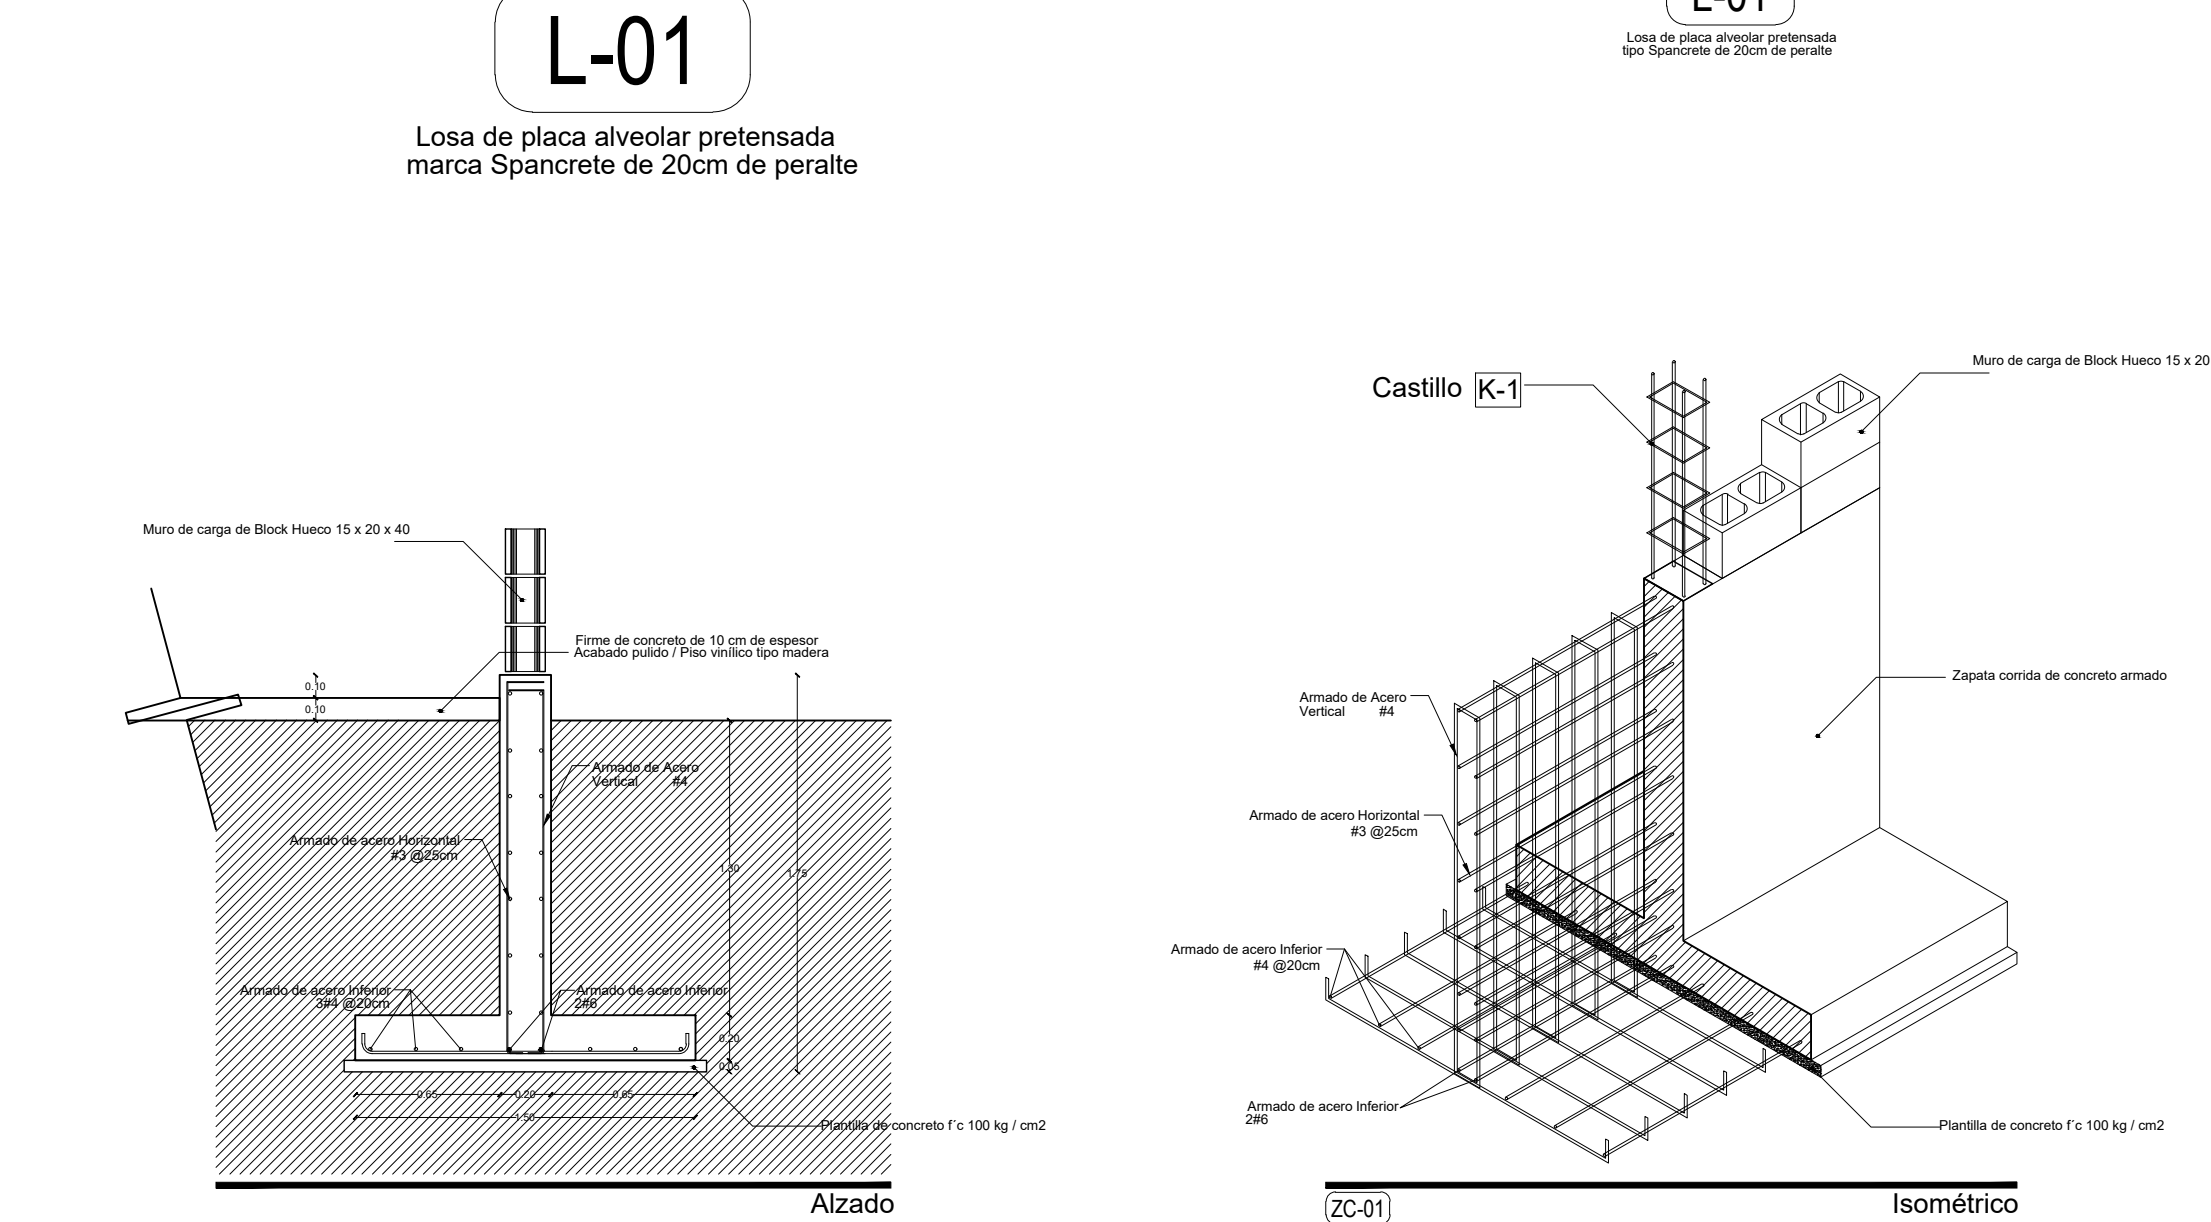 L-01
Losa de placa alveolar pretensada
marca Spancrete de 20cm de peralte
L-01
Losa de placa alveolar pretensada
tipo Spancrete de 20cm de peralte
Muro de carga de Block Hueco 15 x 20 x 40
Firme de concreto de 10 cm de espesor
Acabado pulido / Piso vinílico tipo madera
0.10
0.10
Armado de Acero
Vertical #4
Armado de acero Horizontal
#3 @25cm
1.30
1.75
Armado de acero Inferior
3#4 @20cm
Armado de acero Inferior
2#6
0.20
0.05
0.65
0.20
0.65
1.50
Plantilla de concreto f´c 100 kg / cm2
Alzado
Castillo K-1
Muro de carga de Block Hueco 15 x 20
Armado de Acero
Vertical #4
Zapata corrida de concreto armado
Armado de acero Horizontal
#3 @25cm
Armado de acero Inferior
#4 @20cm
Armado de acero Inferior
2#6
Plantilla de concreto f´c 100 kg / cm2
ZC-01
Isométrico